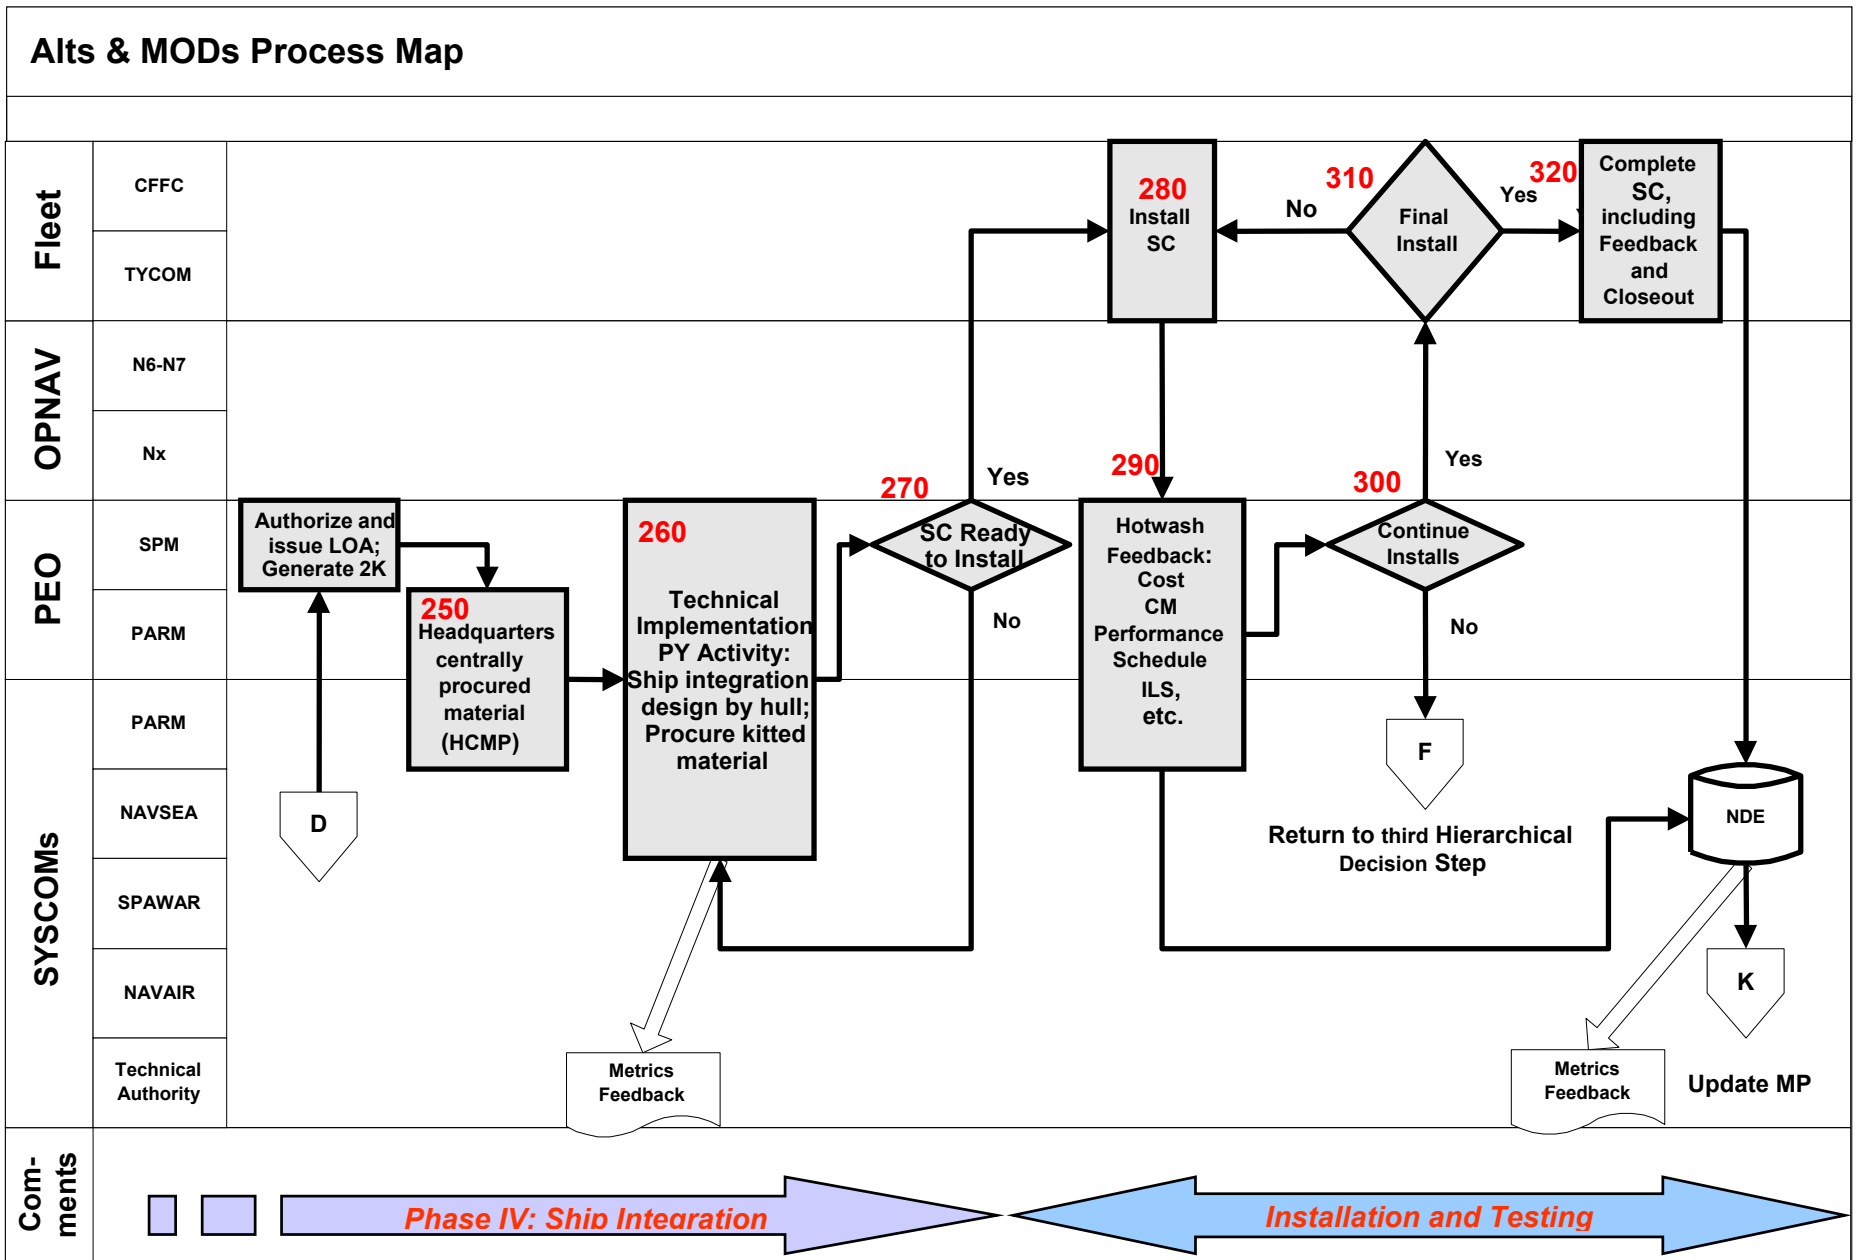 Alts & MODs Process Map
Fleet
CFFC
TYCOM
OPNAV
N6-N7
Nx
PEO
SPM
PARM
SYSCOMs
PARM
NAVSEA
SPAWAR
NAVAIR
Technical
Authority
Com-
ments
D
Authorize and
issue LOA;
Generate 2K
250
Headquarters
centrally
procured
material
(HCMP)
260
Technical
Implementation
PY Activity:
Ship integration
design by hull;
Procure kitted
material
Metrics
Feedback
270
SC Ready
to Install
Yes
No
280
Install
SC
290
Hotwash
Feedback:
Cost
CM
Performance
Schedule
ILS,
etc.
300
Continue
Installs
Yes
No
F
Return to third Hierarchical
Decision Step
310
Final
Install
No
Yes
320
Complete
SC,
including
Feedback
and
Closeout
NDE
K
Update MP
Metrics
Feedback
Phase IV: Ship Integration
Installation and Testing